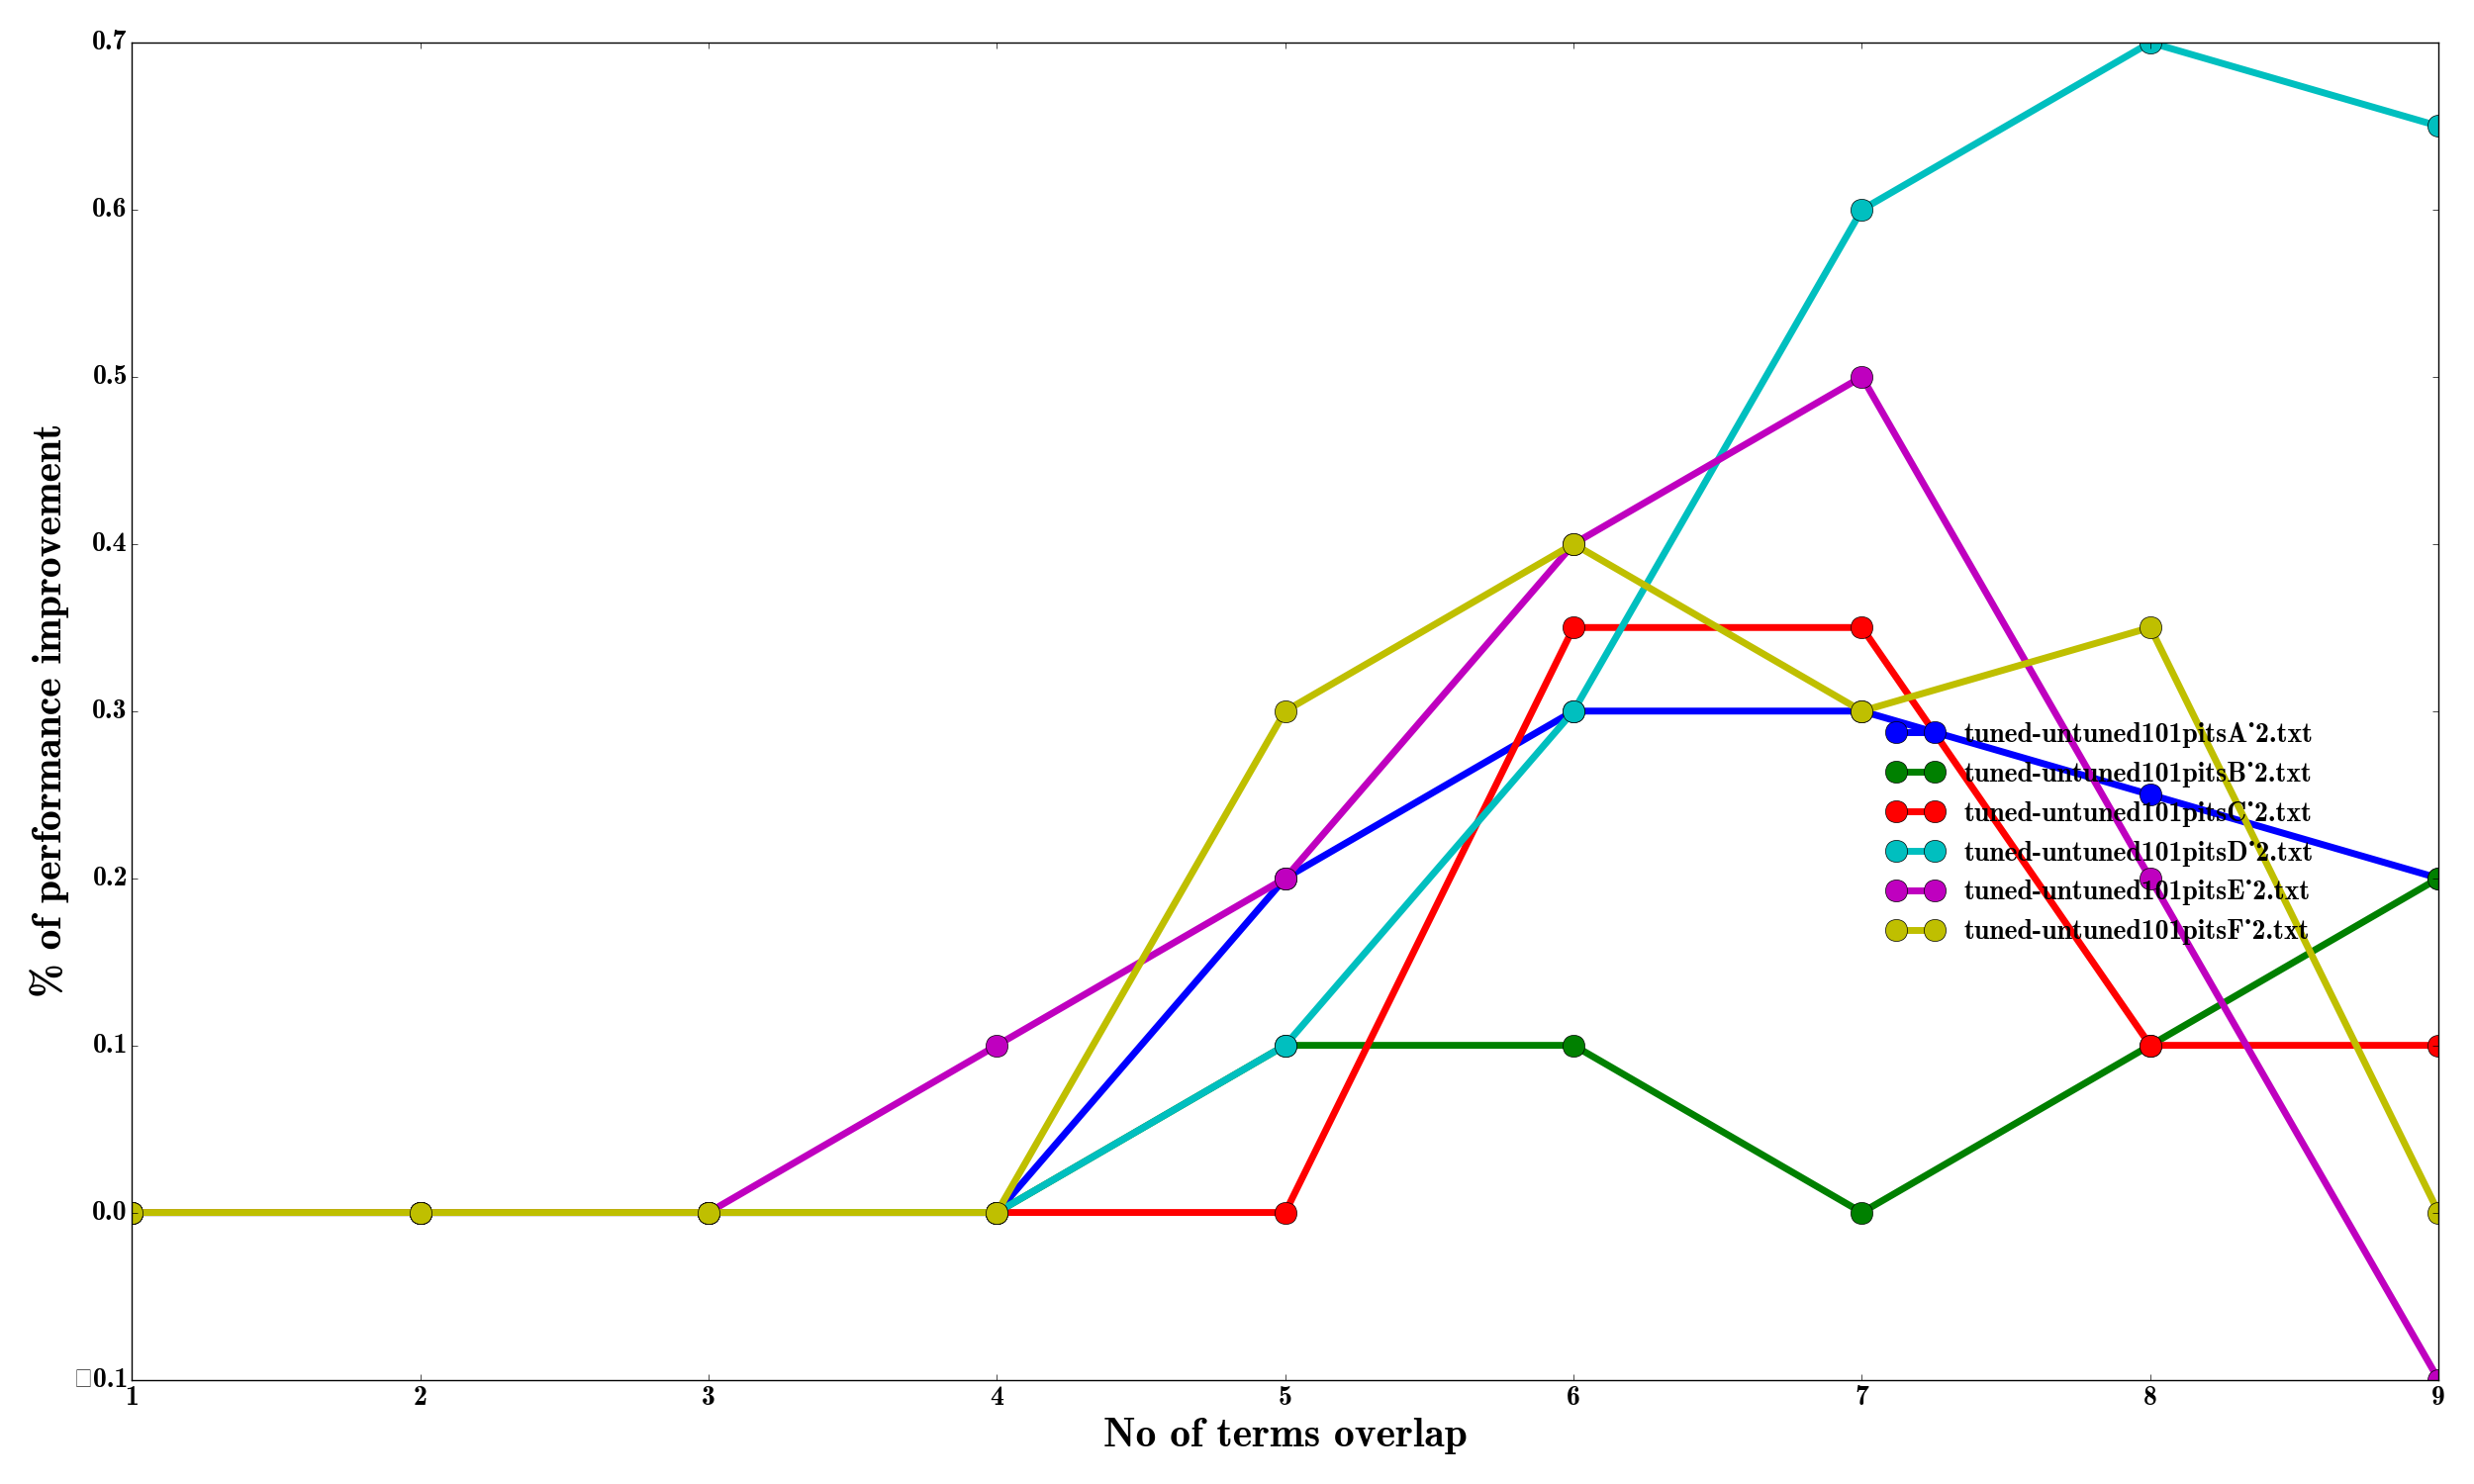 0.7
0.6
0.5
0.4
0.3
0.2
0.1
0.0
□0.1
% of performance improvement
1 2 3 4 5 6 7 8 9
No of terms overlap
tuned-untuned101pitsA˙2.txt
tuned-untuned101pitsB˙2.txt
tuned-untuned101pitsC˙2.txt
tuned-untuned101pitsD˙2.txt
tuned-untuned101pitsE˙2.txt
tuned-untuned101pitsF˙2.txt